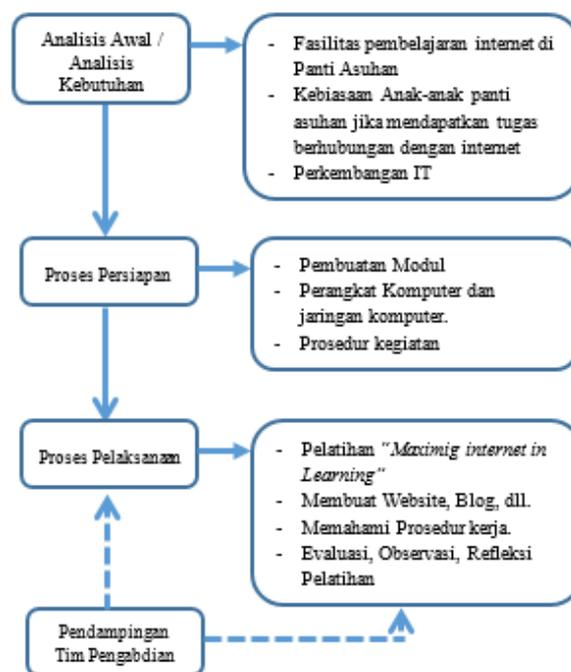 Analisis Awal /
Analisis
Kebutuhan
- Fasilitas pembelajaran internet di
Panti Asuhan
- Kebiasaan Anak-anak panti
asuhan jika mendapatkan tugas
berhubungan dengan internet
- Perkembangan IT
Proses Persiapan
- Pembuatan Modul
- Perangkat Komputer dan
jaringan komputer.
- Prosedur kegiatan
Proses Pelaksanaan
- Pelatihan “Maximig internet in
Learning“
- Membuat Website, Blog, dll.
- Memahami Prosedur kerja.
- Evaluasi, Observasi, Refleksi
Pelatihan
Pendampingan
Tim Pengabdian